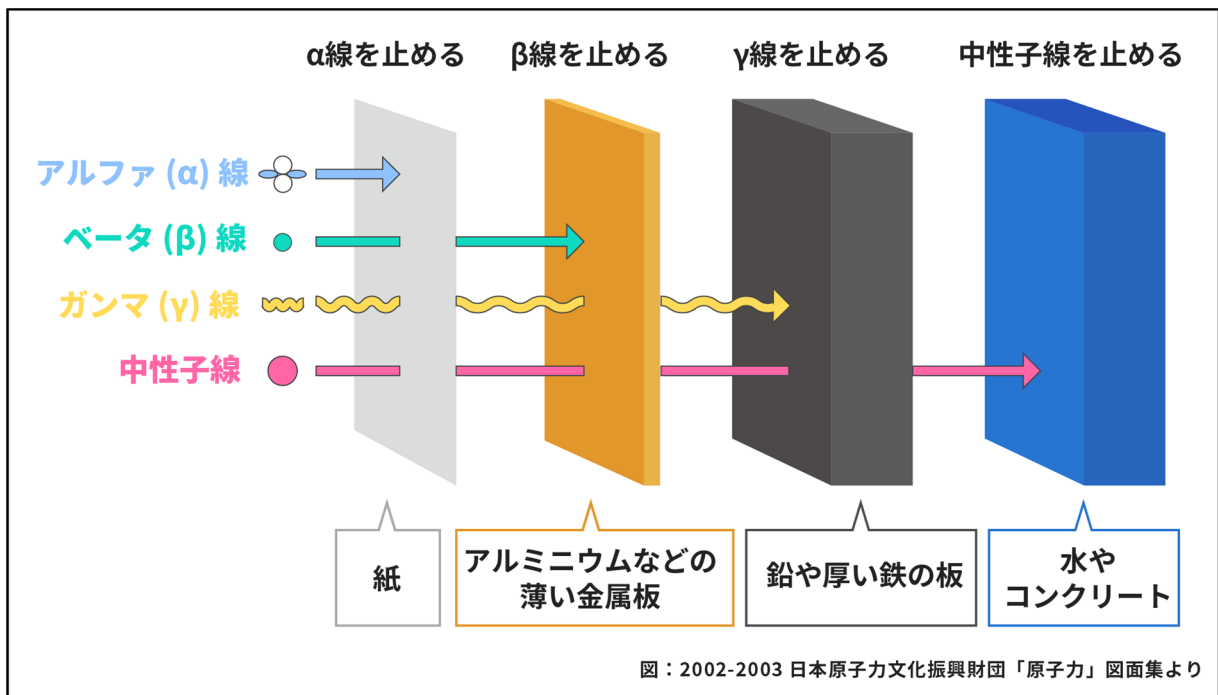 α線を止める
β線を止める
γ線を止める
中性子線を止める
アルファ (α) 線
ベータ (β) 線
ガンマ (γ) 線
中性子線
紙
アルミニウムなどの
薄い金属板
鉛や厚い鉄の板
水や
コンクリート
図：2002-2003 日本原子力文化振興財団「原子力」図面集より